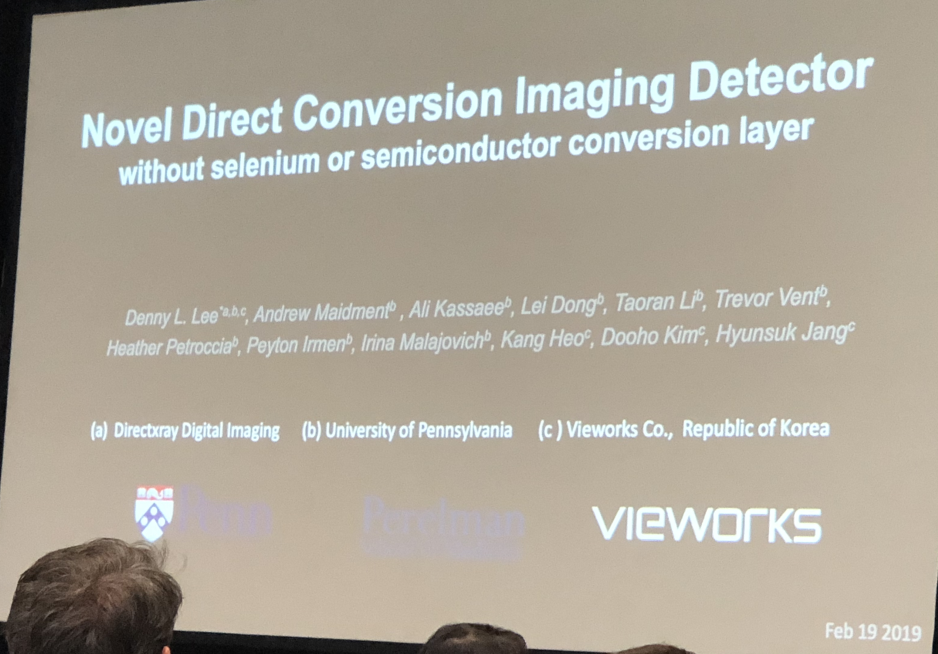 Novel Direct Conversion Imaging Detector
without selenium or semiconductor conversion layer
Denny L. Lee*a,b,c, Andrew Maidmentb , Ali Kassaeeb, Lei Dongb, Taoran Lib, Trevor Ventb,
Heather Petrocciab, Peyton Irmenb, Irina Malajovichb, Kang Heoc, Dooho Kimc, Hyunsuk Jangc
(a) Directxray Digital Imaging (b) University of Pennsylvania (c ) Vieworks Co., Republic of Korea
Penn Perelman vieworks
Feb 19 2019